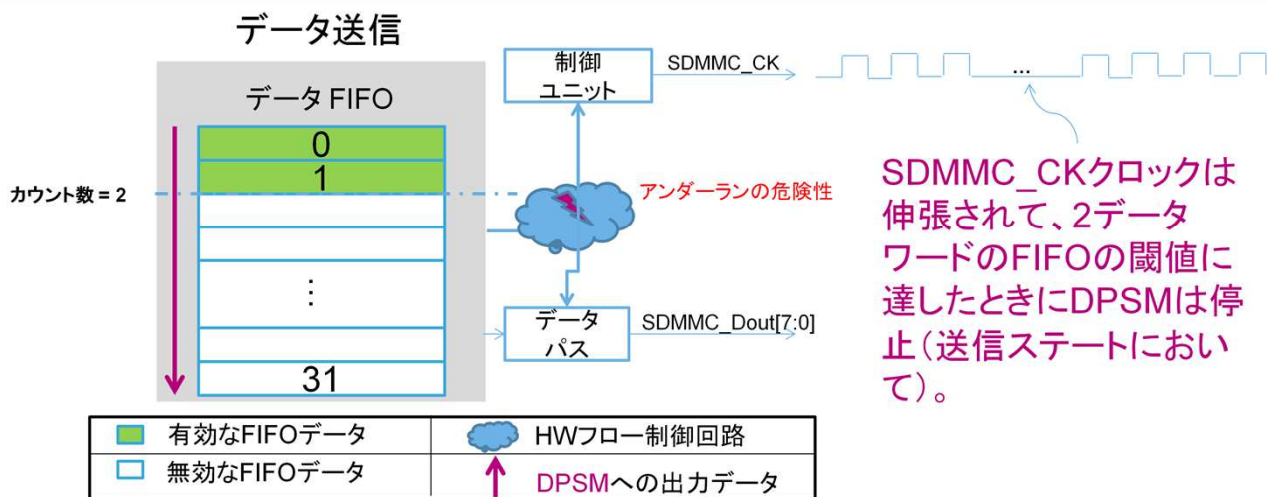 データ送信
データ FIFO
0
1
カウント数 = 2
⋮
31
制御
ユニット
SDMMC_CK
...
アンダーランの危険性
データ
パス
SDMMC_Dout[7:0]
SDMMC_CKクロックは
伸張されて、2データ
ワードのFIFOの閾値に
達したときにDPSMは停
止(送信ステートにおい
て)。
有効なFIFOデータ
HWフロー制御回路
無効なFIFOデータ
DPSMへの出力データ